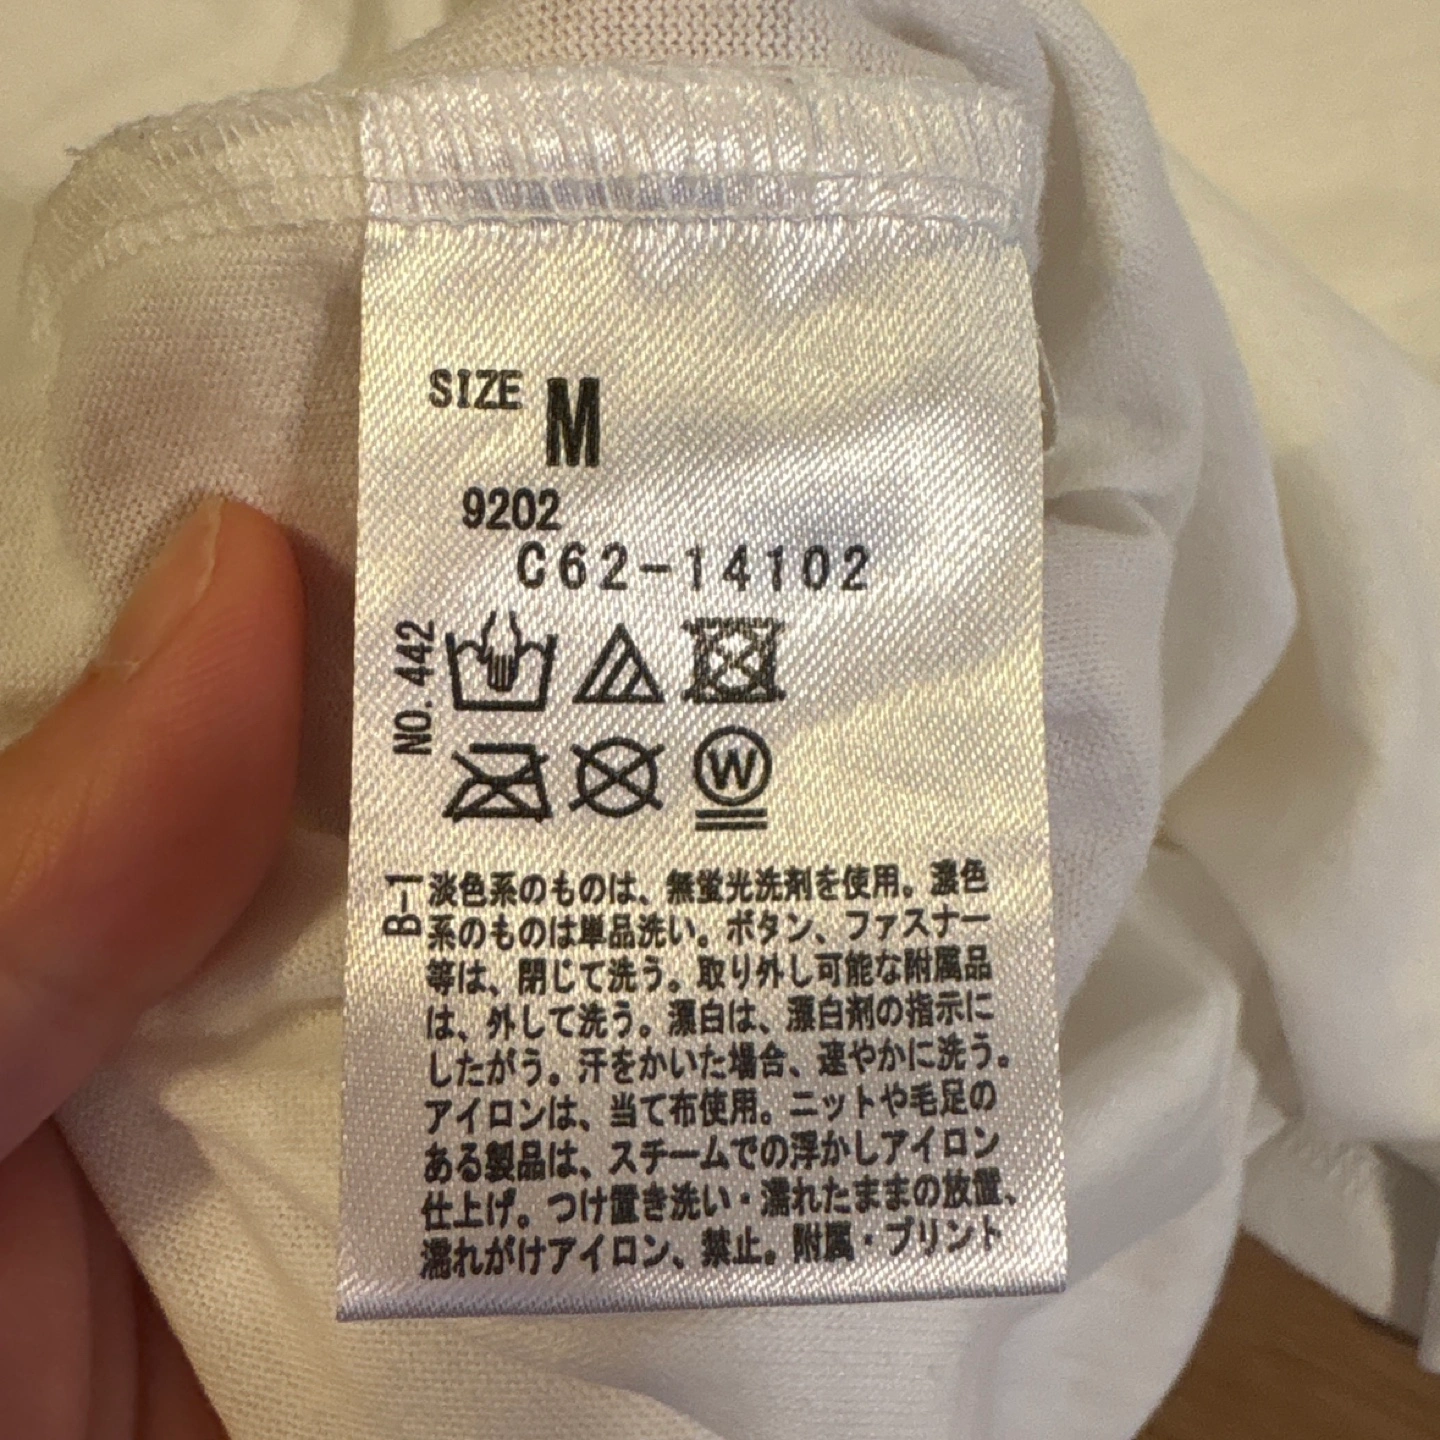 SIZE M
9202
C62-14102
NO. 442
W
B-1
淡色系のものは、無蛍光洗剤を使用。濃色
系のものは単品洗い。ボタン、ファスナー
等は、閉じて洗う。取り外し可能な附属品
は、外して洗う。漂白は、漂白剤の指示に
したがう。汗をかいた場合、速やかに洗う。
アイロンは、当て布使用。ニットや毛足の
ある製品は、スチームでの浮かしアイロン
仕上げ。つけ置き洗い・濡れたままの放置、
濡れがけアイロン、禁止。附属・プリント